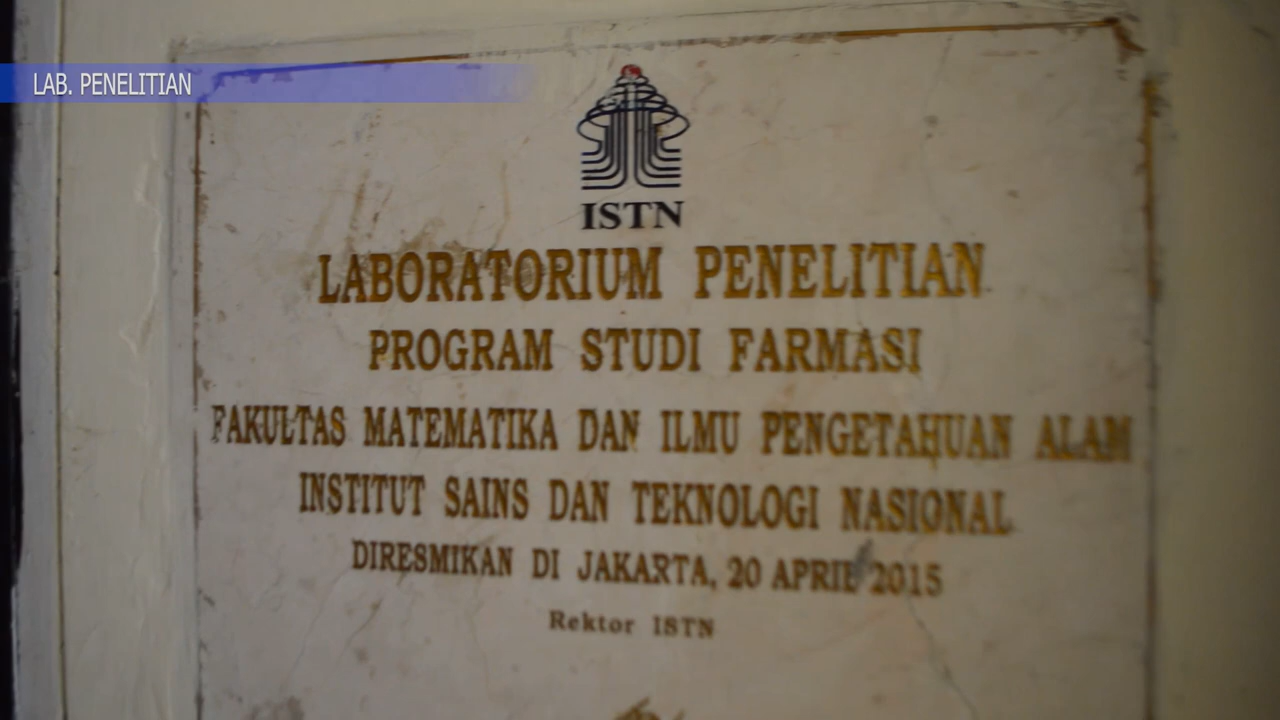 LAB. PENELITIAN
ISTN
LABORATORIUM PENELITIAN
PROGRAM STUDI FARMASI
FAKULTAS MATEMATIKA DAN ILMU PENGETAHUAN ALAM
INSTITUT SAINS DAN TEKNOLOGI NASIONAL
DIRESMIKAN DI JAKARTA, 20 APRIL 2015
Rektor ISTN